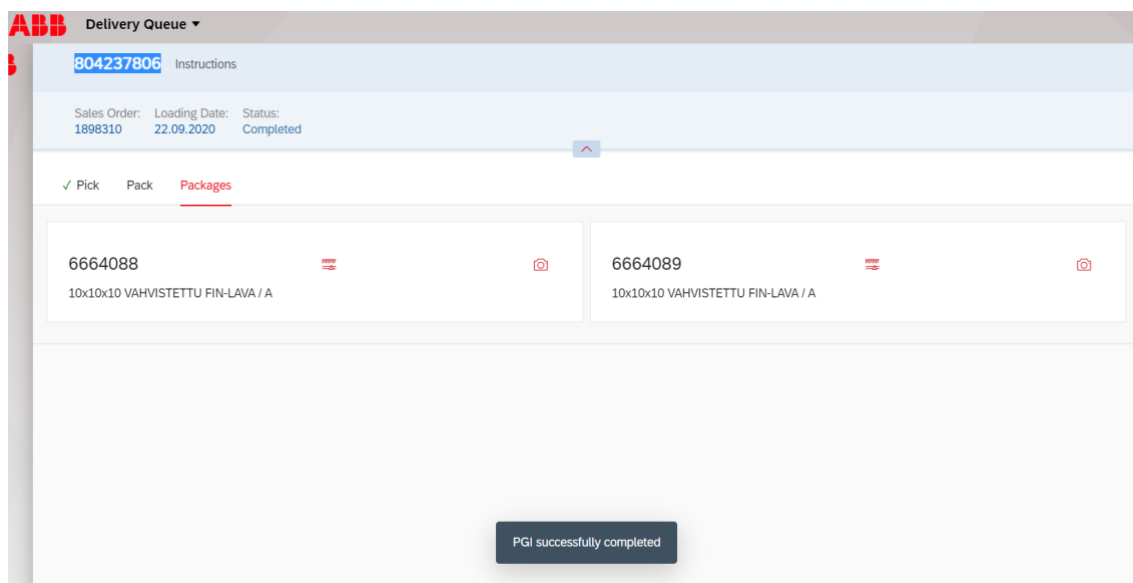 ABB Delivery Queue
804237806 Instructions
Sales Order: Loading Date: Status:
1898310 22.09.2020 Completed
Pick Pack Packages
6664088 6664089
10x10x10 VAHVISTETTU FIN-LAVA / A 10x10x10 VAHVISTETTU FIN-LAVA / A
PGI successfully completed